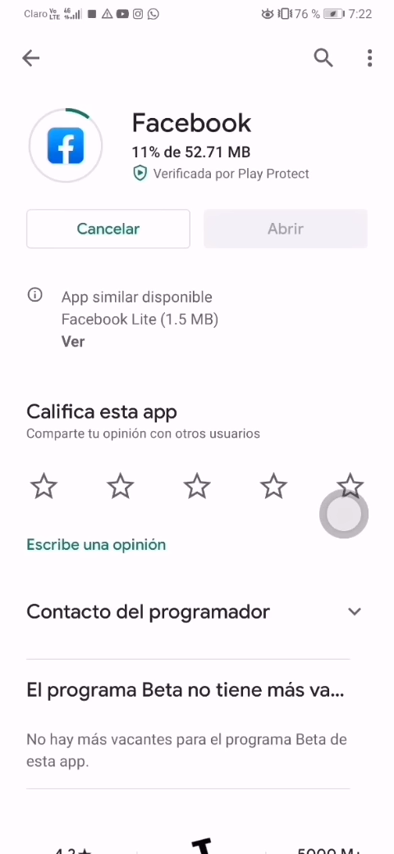 Claro Vo LTE 4G 76 % 7:22
Facebook
11% de 52.71 MB
Verificada por Play Protect
Cancelar
Abrir
App similar disponible
Facebook Lite (1.5 MB)
Ver
Califica esta app
Comparte tu opinión con otros usuarios
Escribe una opinión
Contacto del programador
El programa Beta no tiene más va...
No hay más vacantes para el programa Beta de
esta app.